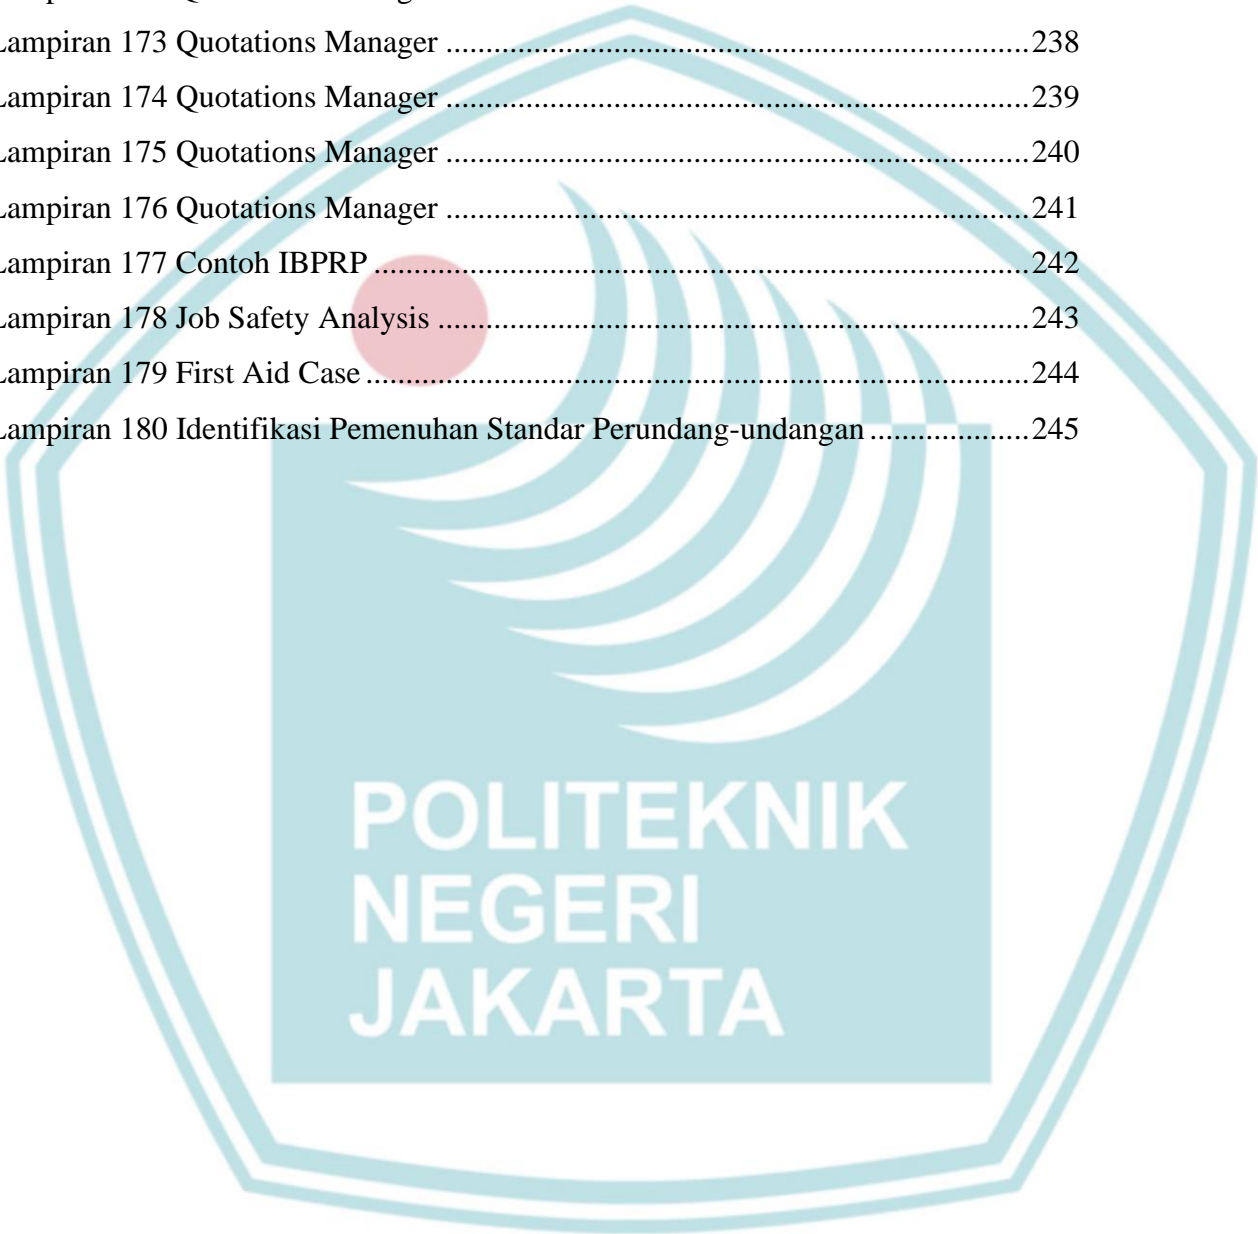 Lampiran 173 Quotations Manager ........................................................................238
Lampiran 174 Quotations Manager ........................................................................239
Lampiran 175 Quotations Manager ........................................................................240
Lampiran 176 Quotations Manager ........................................................................241
Lampiran 177 Contoh IBPRP.................................................................................242
Lampiran 178 Job Safety Analysis .........................................................................243
Lampiran 179 First Aid Case..................................................................................244
Lampiran 180 Identifikasi Pemenuhan Standar Perundang-undangan ...................245
POLITEKNIK
NEGERI
JAKARTA